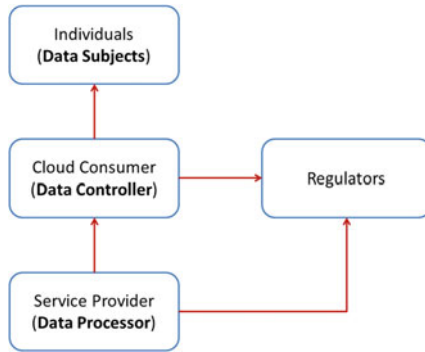 Individuals
(Data Subjects)
Cloud Consumer
(Data Controller)
Regulators
Service Provider
(Data Processor)